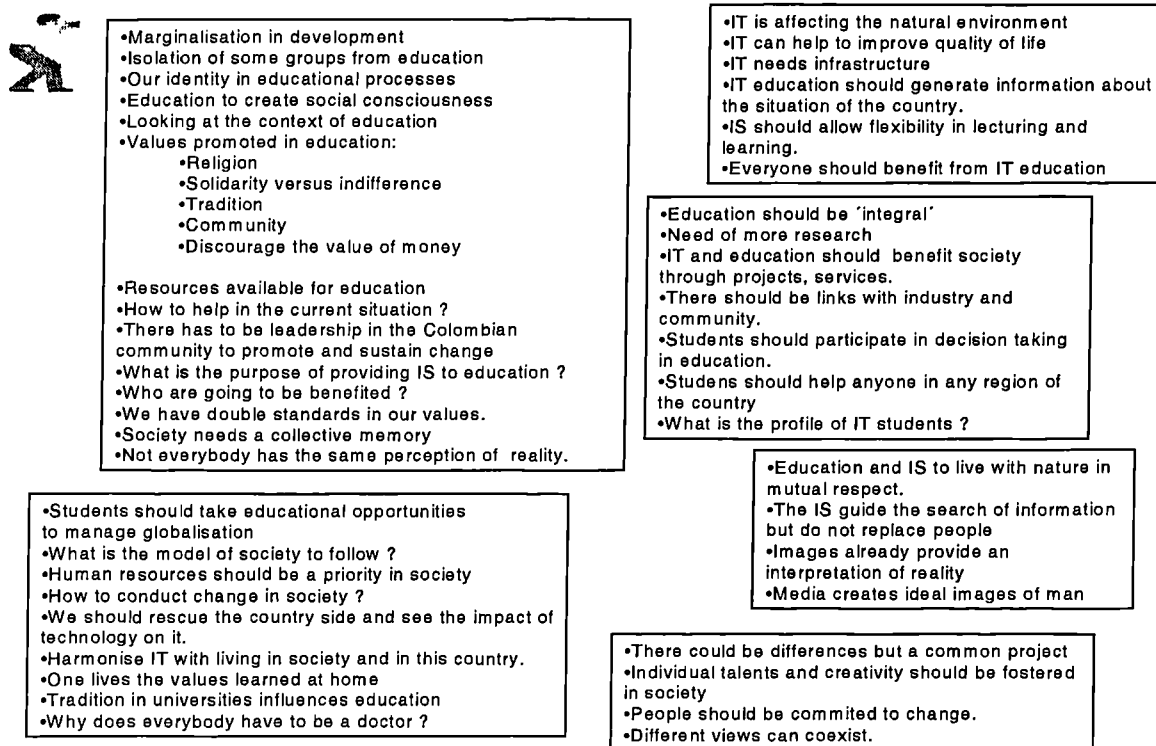 •Marginalisation in development
•Isolation of some groups from education
•Our identity in educational processes
•Education to create social consciousness
•Looking at the context of education
•Values promoted in education:
•Religion
•Solidarity versus indifference
•Tradition
•Community
•Discourage the value of money
•Resources available for education
•How to help in the current situation ?
•There has to be leadership in the Colombian
community to promote and sustain change
•What is the purpose of providing IS to education ?
•Who are going to be benefited ?
•We have double standards in our values.
•Society needs a collective memory
•Not everybody has the same perception of reality.
•IT is affecting the natural environment
•IT can help to improve quality of life
•IT needs infrastructure
•IT education should generate information about
the situation of the country.
•IS should allow flexibility in lecturing and
learning.
•Everyone should benefit from IT education
•Education should be ´integral´
•Need of more research
•IT and education should benefit society
through projects, services.
•There should be links with industry and
community.
•Students should participate in decision taking
in education.
•Studens should help anyone in any region of
the country
•What is the profile of IT students ?
•Education and IS to live with nature in
mutual respect.
•The IS guide the search of information
but do not replace people
•Images already provide an
interpretation of reality
•Media creates ideal images of man
•Students should take educational opportunities
to manage globalisation
•What is the model of society to follow ?
•Human resources should be a priority in society
•How to conduct change in society ?
•We should rescue the country side and see the impact of
technology on it.
•Harmonise IT with living in society and in this country.
•One lives the values learned at home
•Tradition in universities influences education
•Why does everybody have to be a doctor ?
•There could be differences but a common project
•Individual talents and creativity should be fostered
in society
•People should be commited to change.
•Different views can coexist.